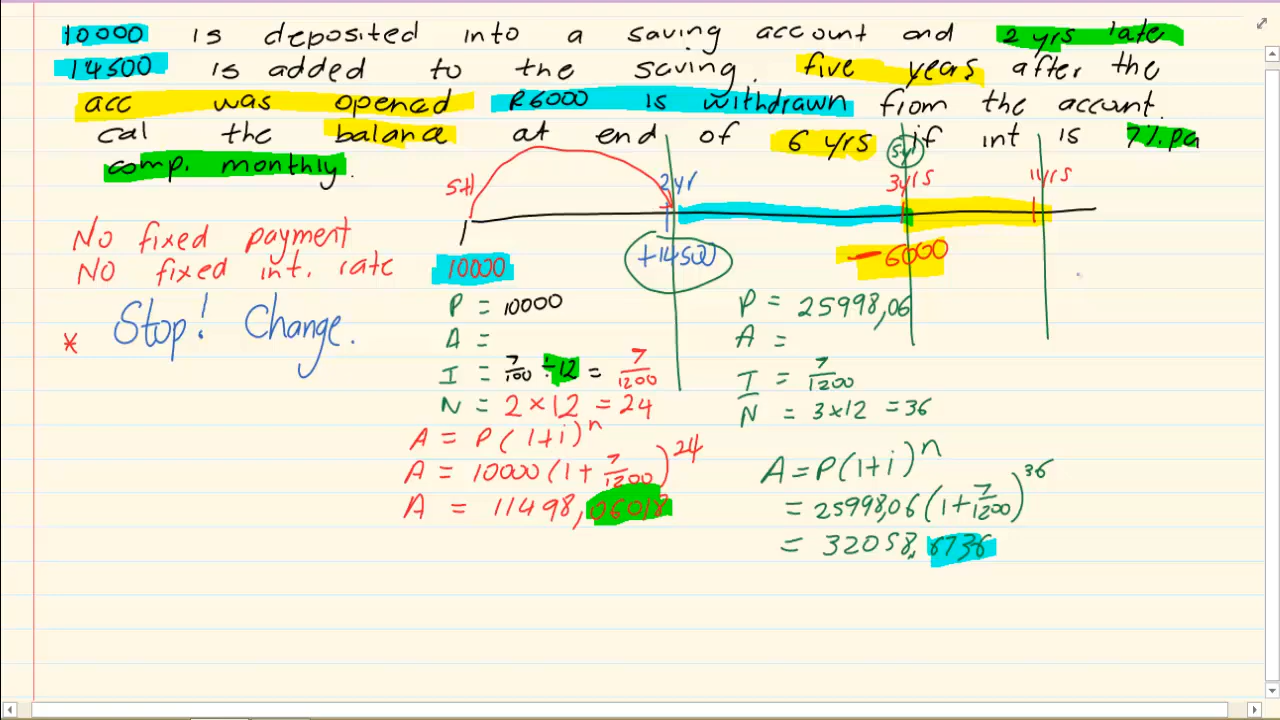 10000 is deposited into a saving account and 2 yrs late
14500 is added to the saving. five years after the
acc was opened R6000 is withdrawn from the account.
cal the balance at end of 6 yrs if int is 7% pa
comp. monthly.
5yr
2yr
3yrs
1yrs
No fixed payment
NO fixed int. rate
* Stop! Change.
10000
+14500
- 6000
P = 10000
A =
I = 7/100 ÷ 12 = 7/1200
N = 2 × 12 = 24
A = P(1+i)^n
A = 10000(1+7/1200)^24
A = 11498,06018
P = 25998,06
A =
I = 7/1200
N = 3×12 = 36
A = P(1+i)^n
= 25998,06(1+7/1200)^36
= 32058,6736